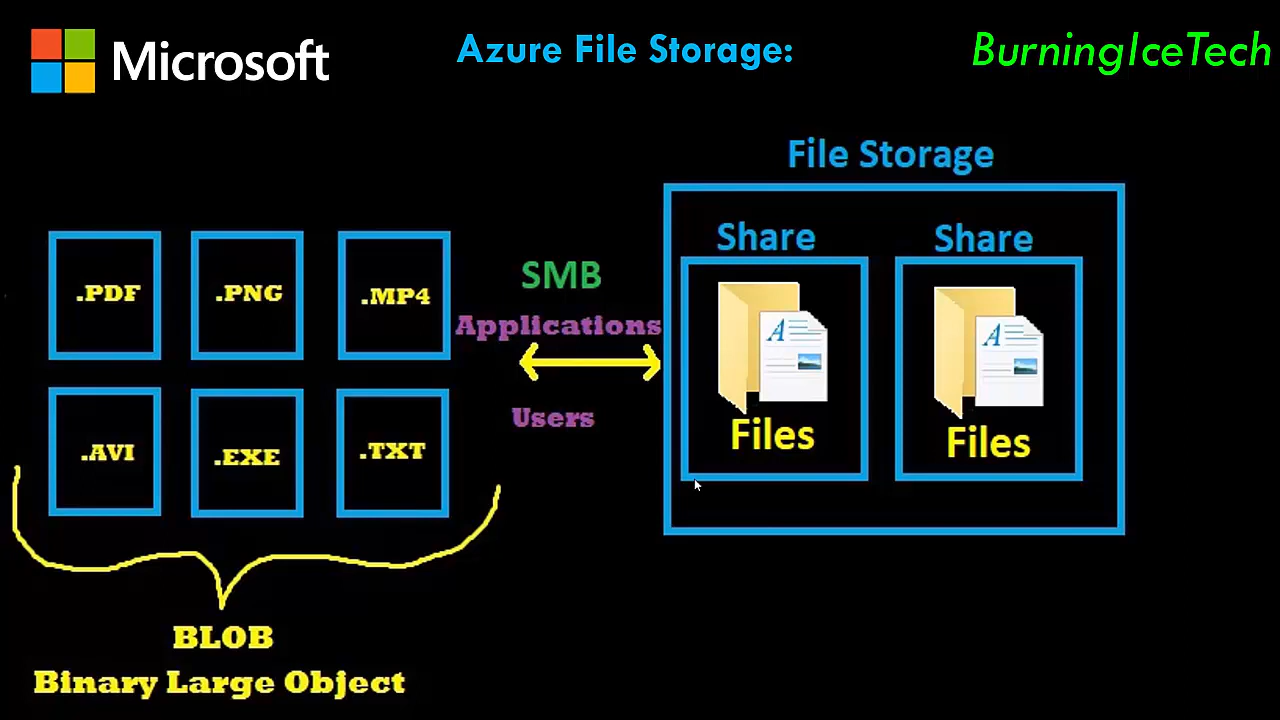 Microsoft
Azure File Storage:
BurningIceTech
File Storage
Share
Share
.PDF
.PNG
.MP4
SMB
Applications
Users
A
A
Files
Files
.AVI
.EXE
.TXT
BLOB
Binary Large Object